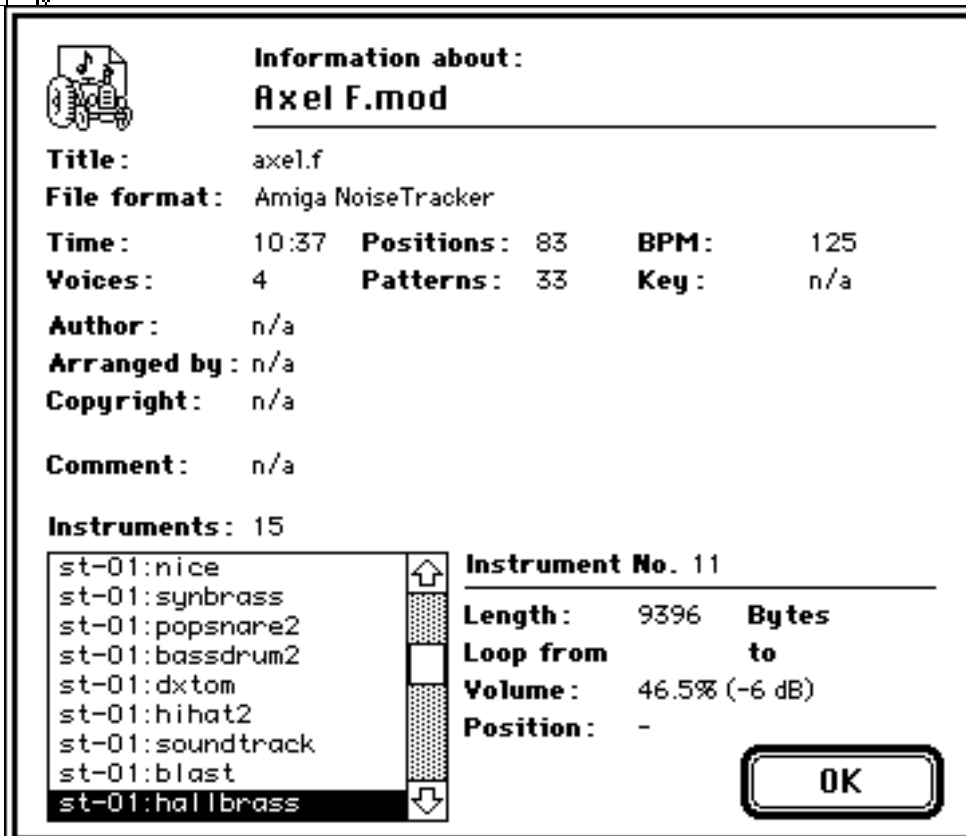 Information about:
Axel F.mod
Title: axel.f
File format: Amiga NoiseTracker
Time: 10:37 Positions: 83 BPM: 125
Voices: 4 Patterns: 33 Key: n/a
Author: n/a
Arranged by: n/a
Copyright: n/a
Comment: n/a
Instruments: 15
st-01:nice
st-01:synbrass
st-01:popsnare2
st-01:bassdrum2
st-01:dxtom
st-01:hihat2
st-01:soundtrack
st-01:blast
st-01:hallbrass
Instrument No. 11
Length: 9396 Bytes
Loop from to
Volume: 46.5% (-6 dB)
Position: -
OK